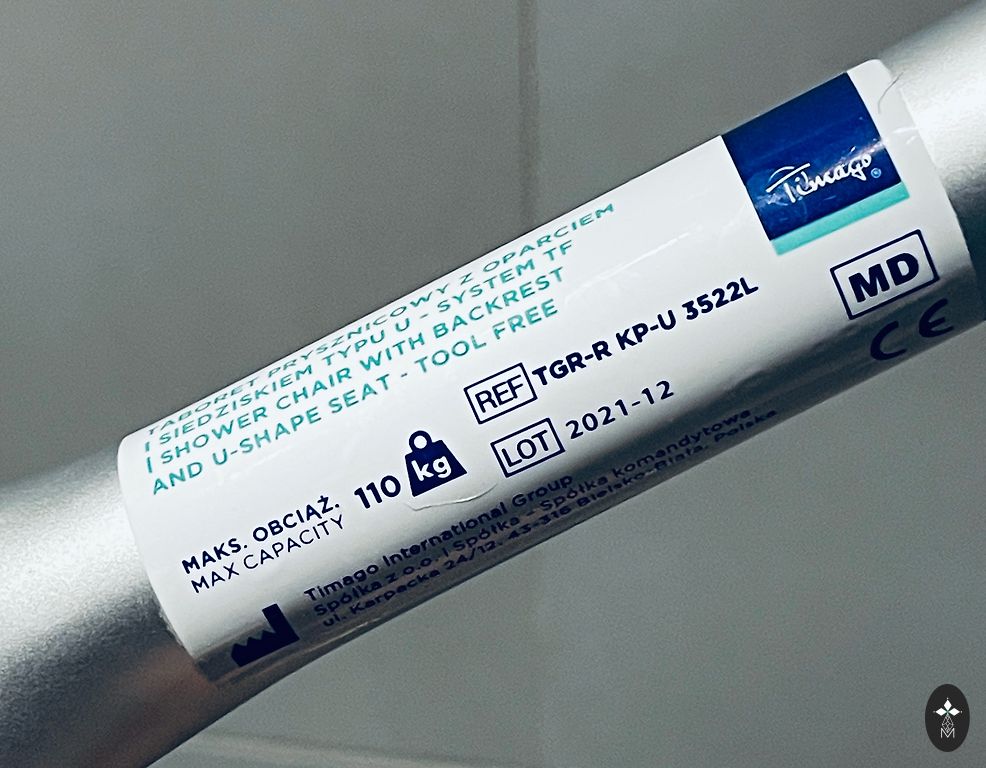 Timago
MD
CE
TABORET PRYSZNICOWY Z OPARCIEM
I SIEDZISKIEM TYPU U - SYSTEM TF
I SHOWER CHAIR WITH BACKREST
AND U-SHAPE SEAT - TOOL FREE
REF TGR-R KP-U 3522L
LOT 2021-12
MAKS. OBCIĄŻ.
MAX CAPACITY
110 kg
Timago International Group
Spółka z o.o. i Spółka - Spółka komandytowa
ul. Karpacka 24/12, 43-316 Bielsko-Biała, Polska
M